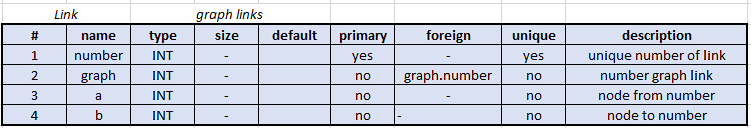 Link graph links
# name type size default primary foreign unique description
1 number INT - yes - yes unique number of link
2 graph INT - no graph.number no number graph link
3 a INT - no - no node from number
4 b INT - no - no node to number